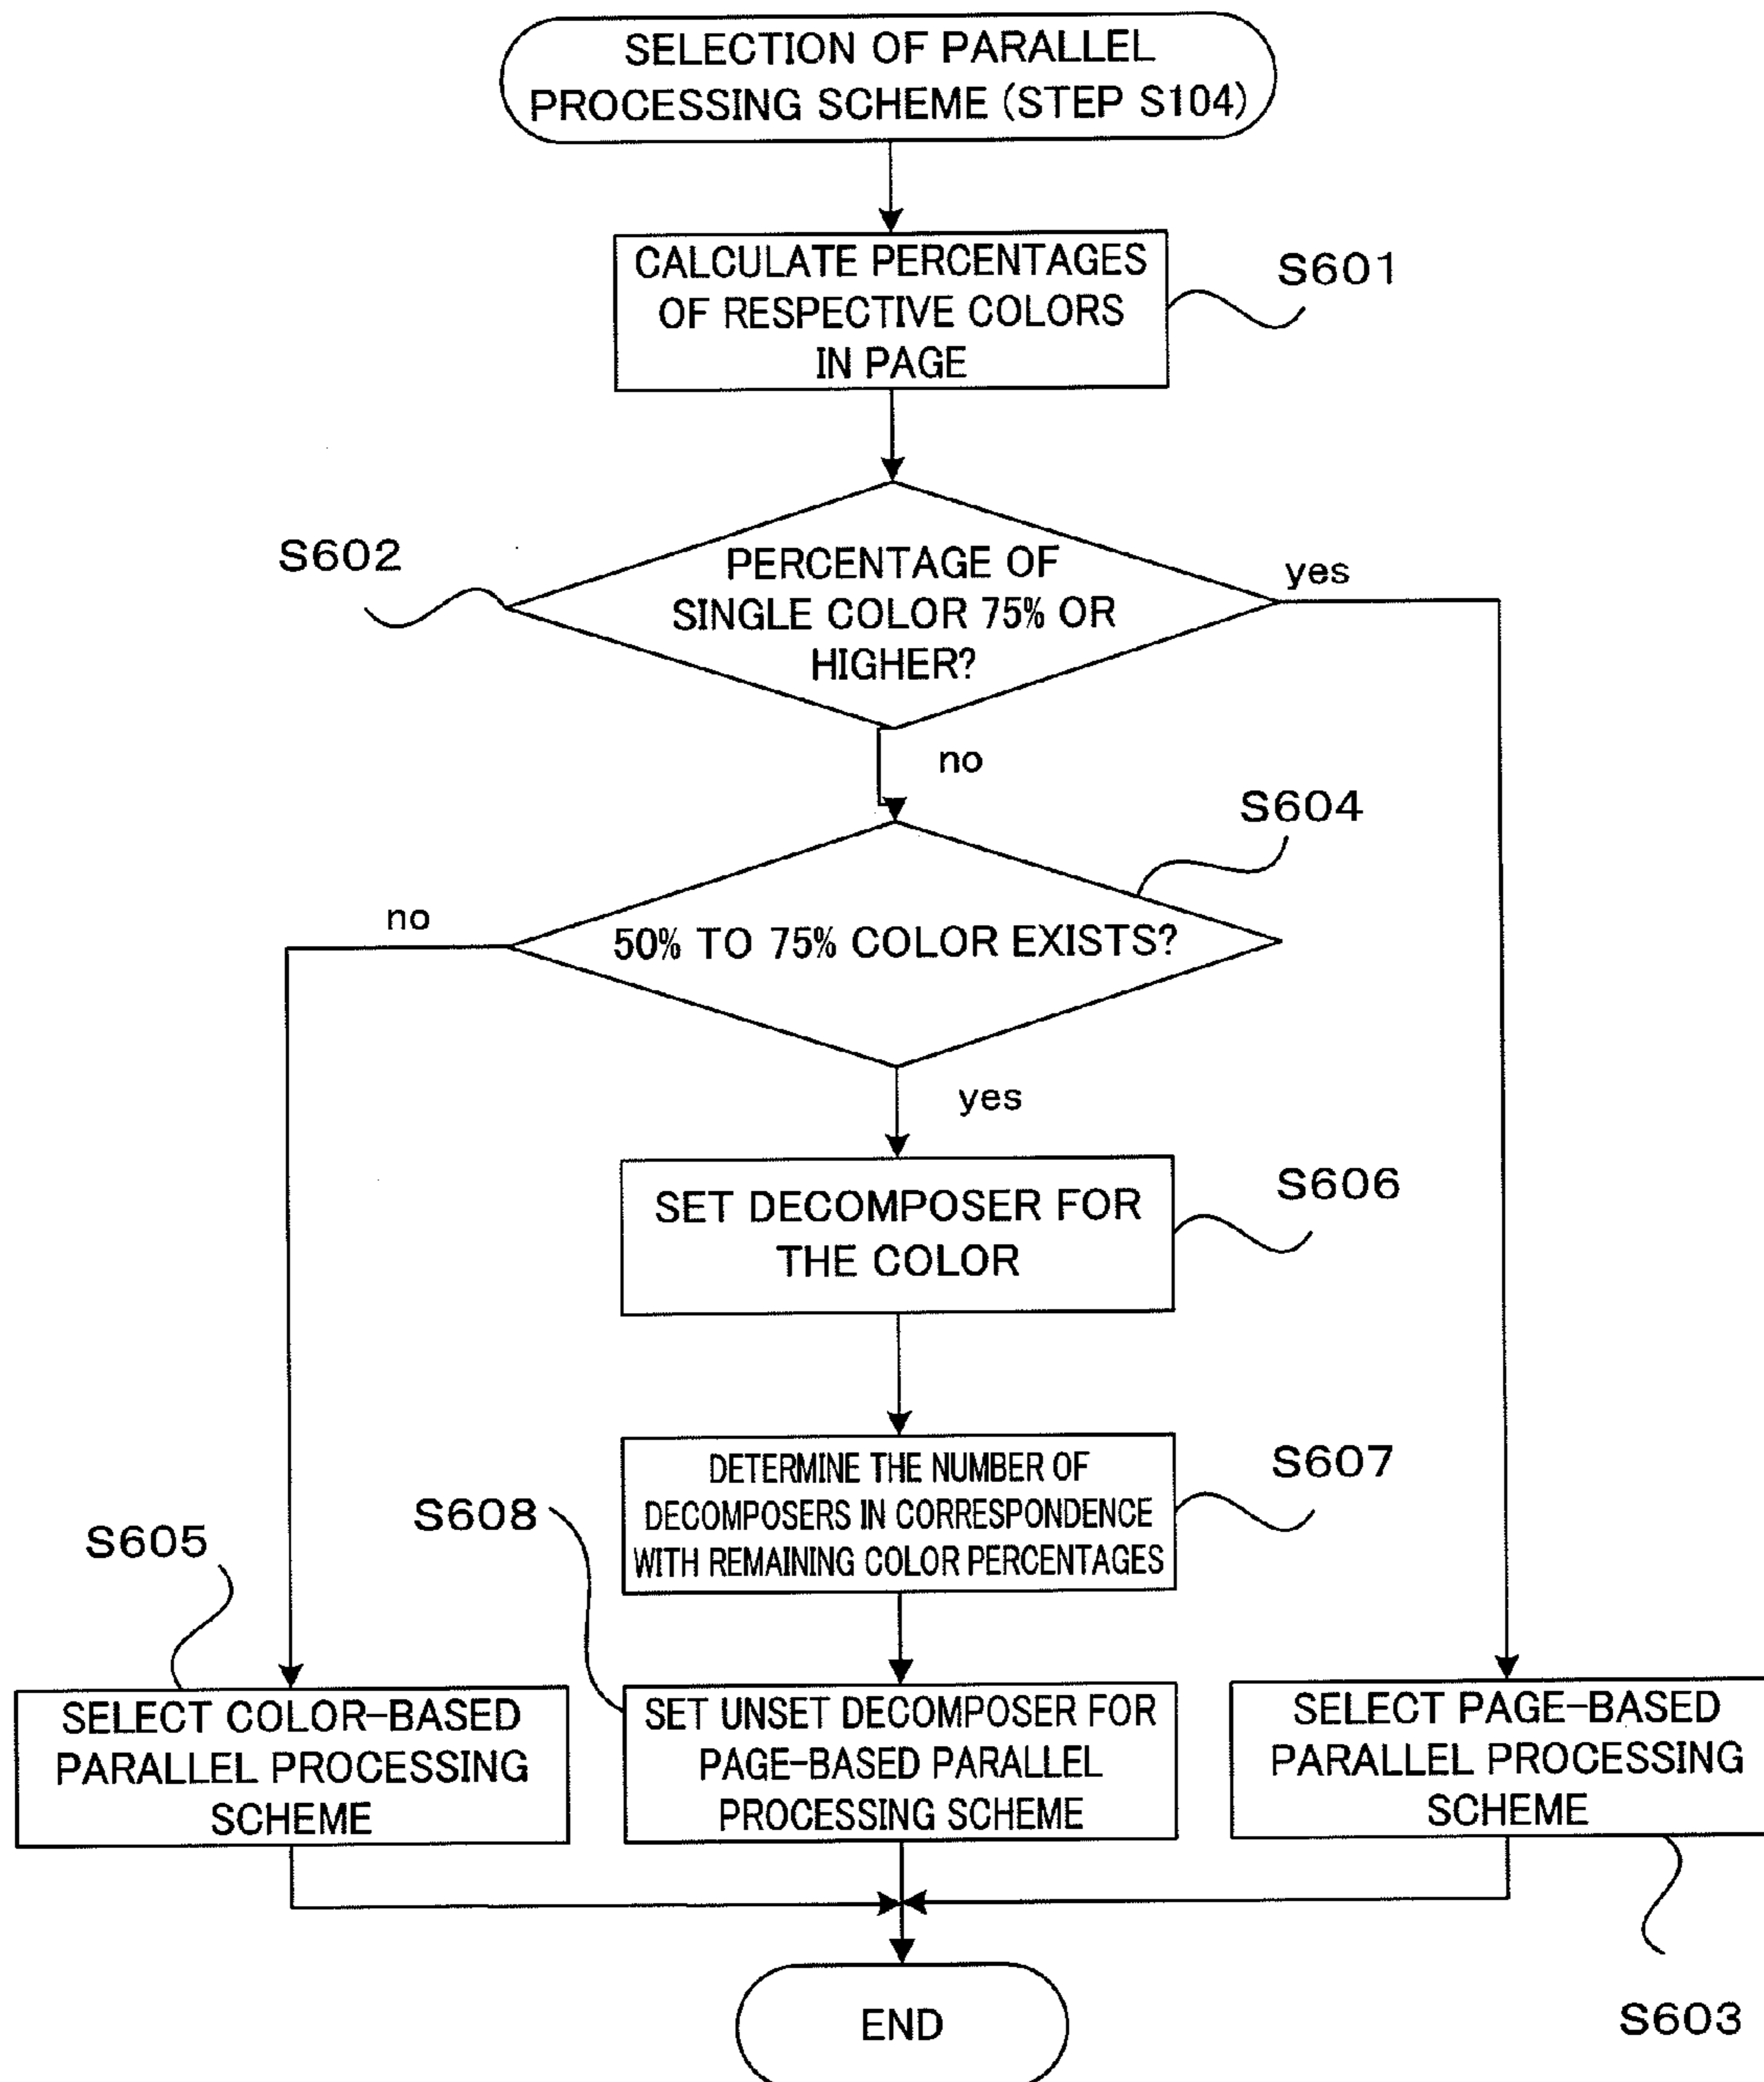 SELECTION OF PARALLEL
PROCESSING SCHEME (STEP S104)
CALCULATE PERCENTAGES
OF RESPECTIVE COLORS
IN PAGE
S601
S602
PERCENTAGE OF
SINGLE COLOR 75% OR
HIGHER?
yes
no
S604
50% TO 75% COLOR EXISTS?
no
yes
SET DECOMPOSER FOR
THE COLOR
S606
DETERMINE THE NUMBER OF
DECOMPOSERS IN CORRESPONDENCE
WITH REMAINING COLOR PERCENTAGES
S607
S608
S605
SELECT COLOR-BASED
PARALLEL PROCESSING
SCHEME
SET UNSET DECOMPOSER FOR
PAGE-BASED PARALLEL
PROCESSING SCHEME
SELECT PAGE-BASED
PARALLEL PROCESSING
SCHEME
S603
END